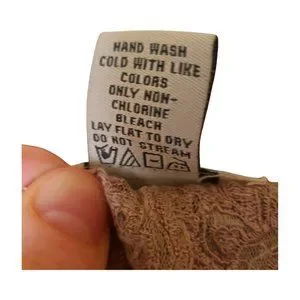 HAND WASH
COLD WITH LIKE
COLORS
ONLY NON-
CHLORINE
BLEACH
LAY FLAT TO DRY
DO NOT STREAM